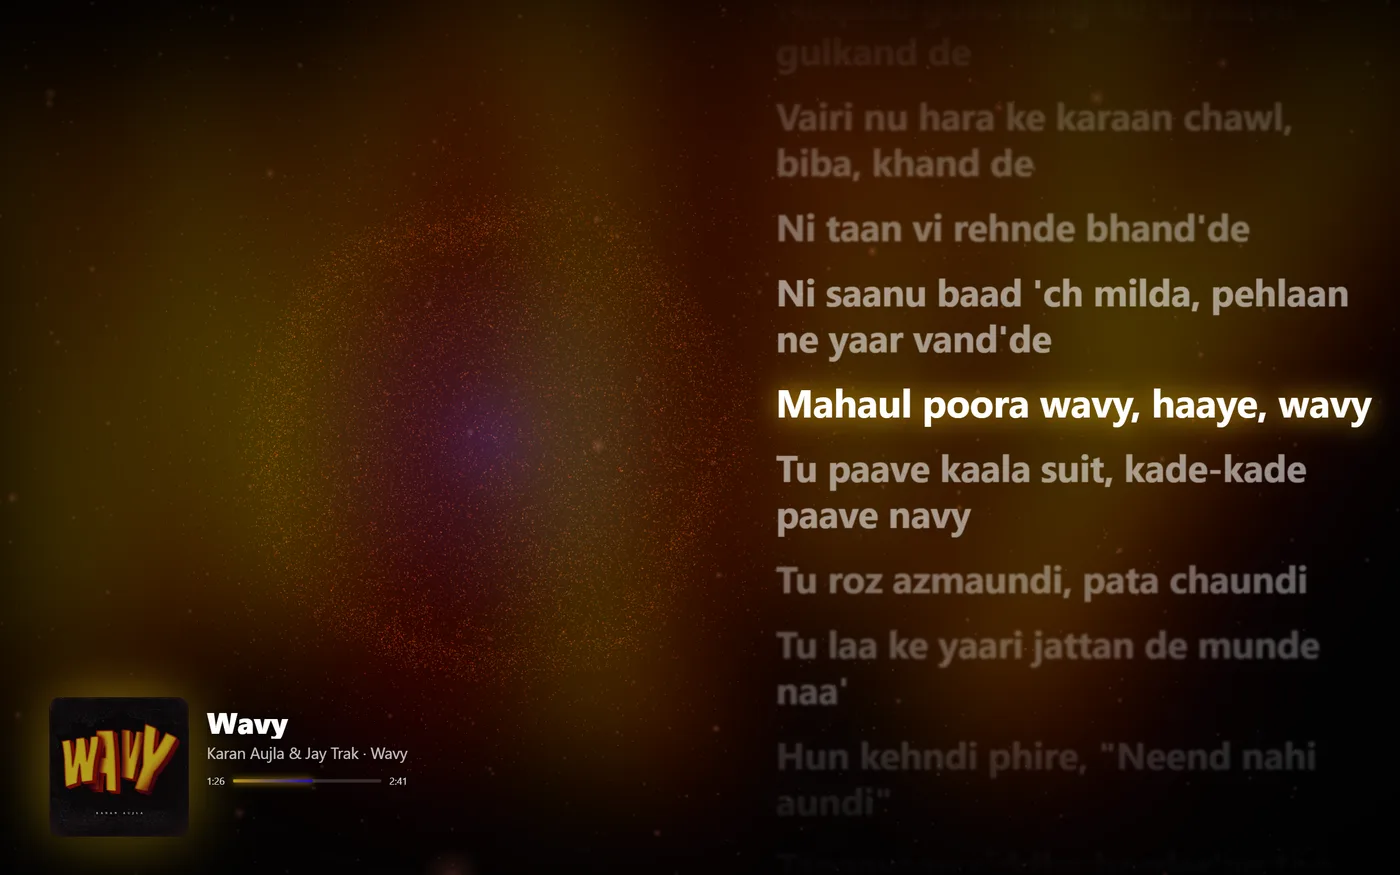 gulkand de
Vairi nu hara ke karaan chawl,
biba, khand de
Ni taan vi rehnde bhand'de
Ni saanu baad 'ch milda, pehlaan
ne yaar vand'de
Mahaul poora wavy, haaye, wavy
Tu paave kaala suit, kade-kade
paave navy
Tu roz azmaundi, pata chaundi
Tu laa ke yaari jattan de munde
naa'
Hun kehndi phire, "Neend nahi
aundi"
WAVY
KARAN AUJLA
Wavy
Karan Aujla & Jay Trak · Wavy
1:26 2:41